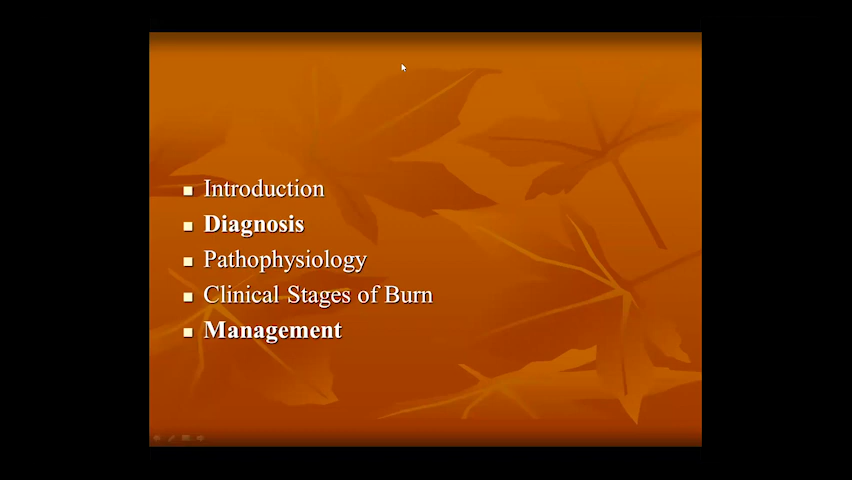 Introduction
Diagnosis
Pathophysiology
Clinical Stages of Burn
Management